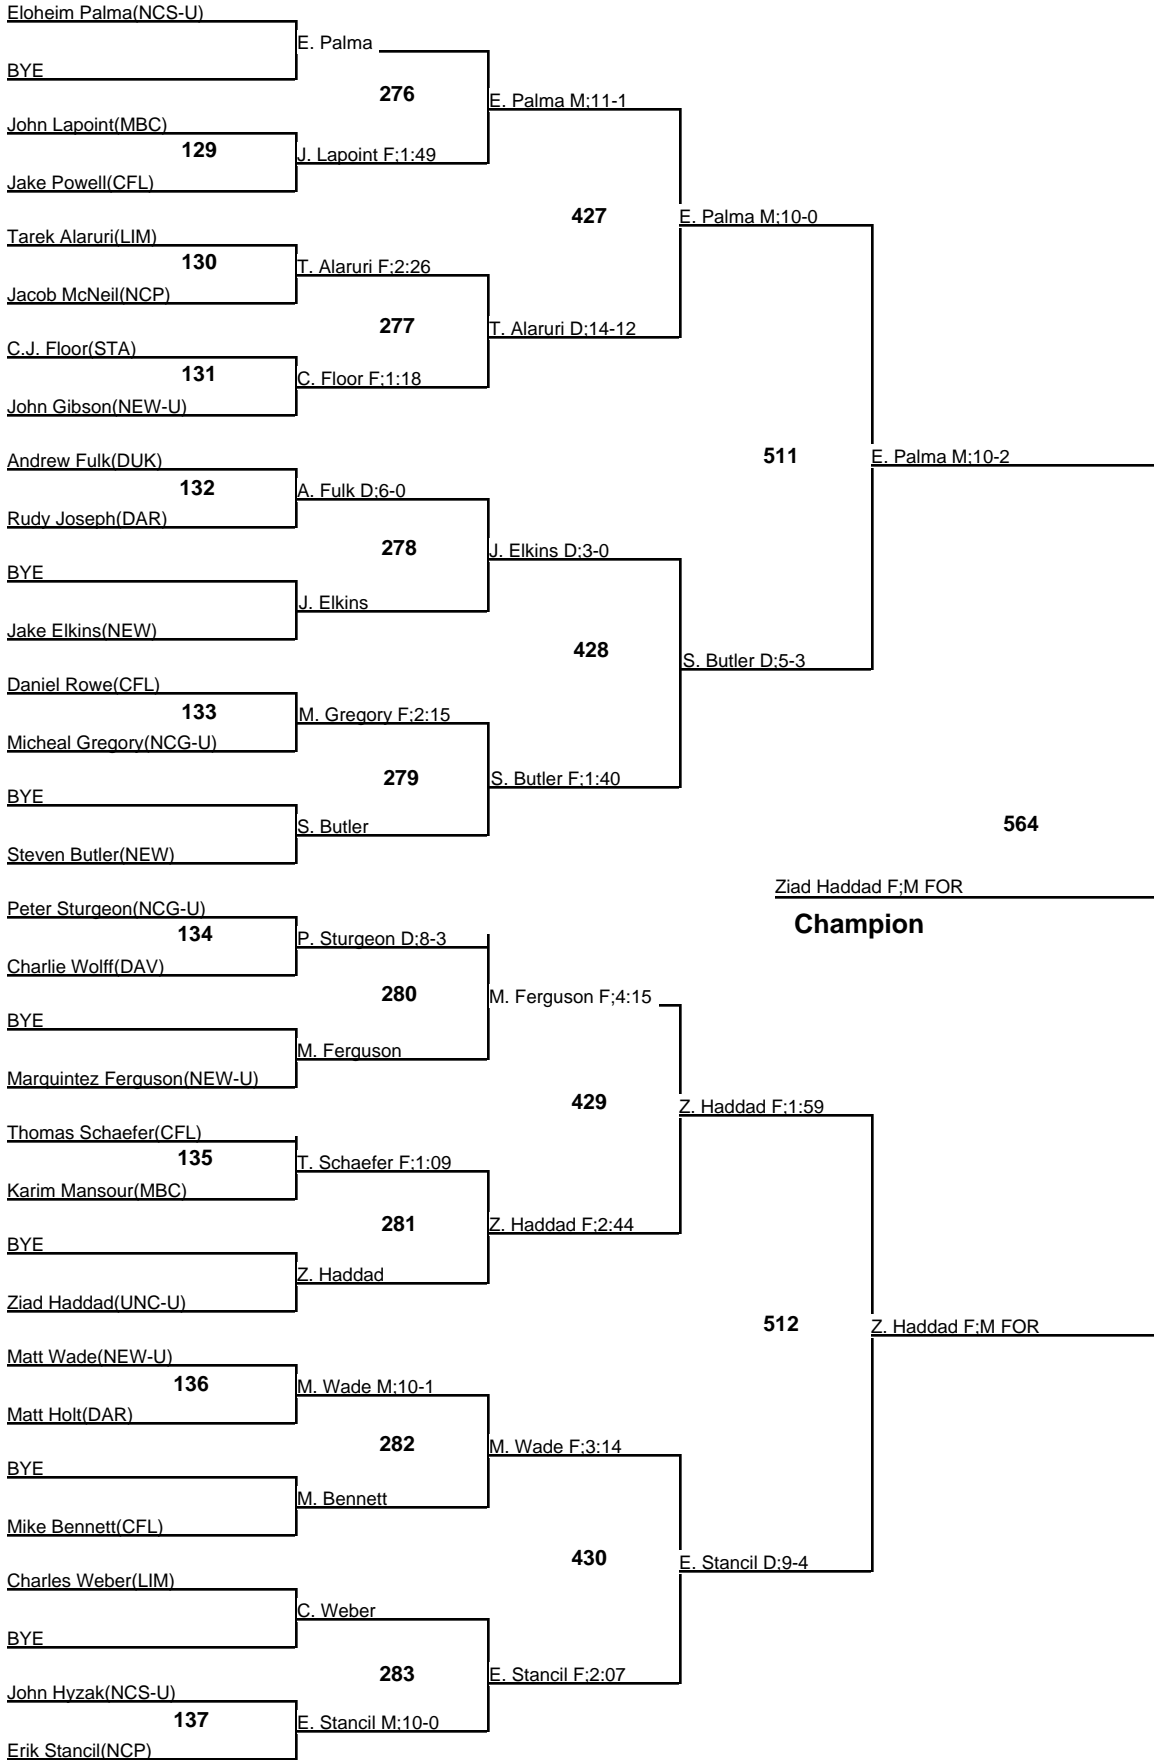 Eloheim Palma(NCS-U)
E. Palma
BYE
276
E. Palma M;11-1
John Lapoint(MBC)
129
J. Lapoint F;1:49
Jake Powell(CFL)
427
E. Palma M;10-0
Tarek Alaruri(LIM)
130
T. Alaruri F;2:26
Jacob McNeil(NCP)
277
T. Alaruri D;14-12
C.J. Floor(STA)
131
C. Floor F;1:18
John Gibson(NEW-U)
511
E. Palma M;10-2
Andrew Fulk(DUK)
132
A. Fulk D;6-0
Rudy Joseph(DAR)
278
J. Elkins D;3-0
BYE
J. Elkins
Jake Elkins(NEW)
428
S. Butler D;5-3
Daniel Rowe(CFL)
133
M. Gregory F;2:15
Micheal Gregory(NCG-U)
279
S. Butler F;1:40
BYE
S. Butler
Steven Butler(NEW)
564
Ziad Haddad F;M FOR
Champion
Peter Sturgeon(NCG-U)
134
P. Sturgeon D;8-3
Charlie Wolff(DAV)
280
M. Ferguson F;4:15
BYE
M. Ferguson
Marquintez Ferguson(NEW-U)
429
Z. Haddad F;1:59
Thomas Schaefer(CFL)
135
T. Schaefer F;1:09
Karim Mansour(MBC)
281
Z. Haddad F;2:44
BYE
Z. Haddad
Ziad Haddad(UNC-U)
512
Z. Haddad F;M FOR
Matt Wade(NEW-U)
136
M. Wade M;10-1
Matt Holt(DAR)
282
M. Wade F;3:14
BYE
M. Bennett
Mike Bennett(CFL)
430
E. Stancil D;9-4
Charles Weber(LIM)
C. Weber
BYE
283
E. Stancil F;2:07
John Hyzak(NCS-U)
137
E. Stancil M;10-0
Erik Stancil(NCP)